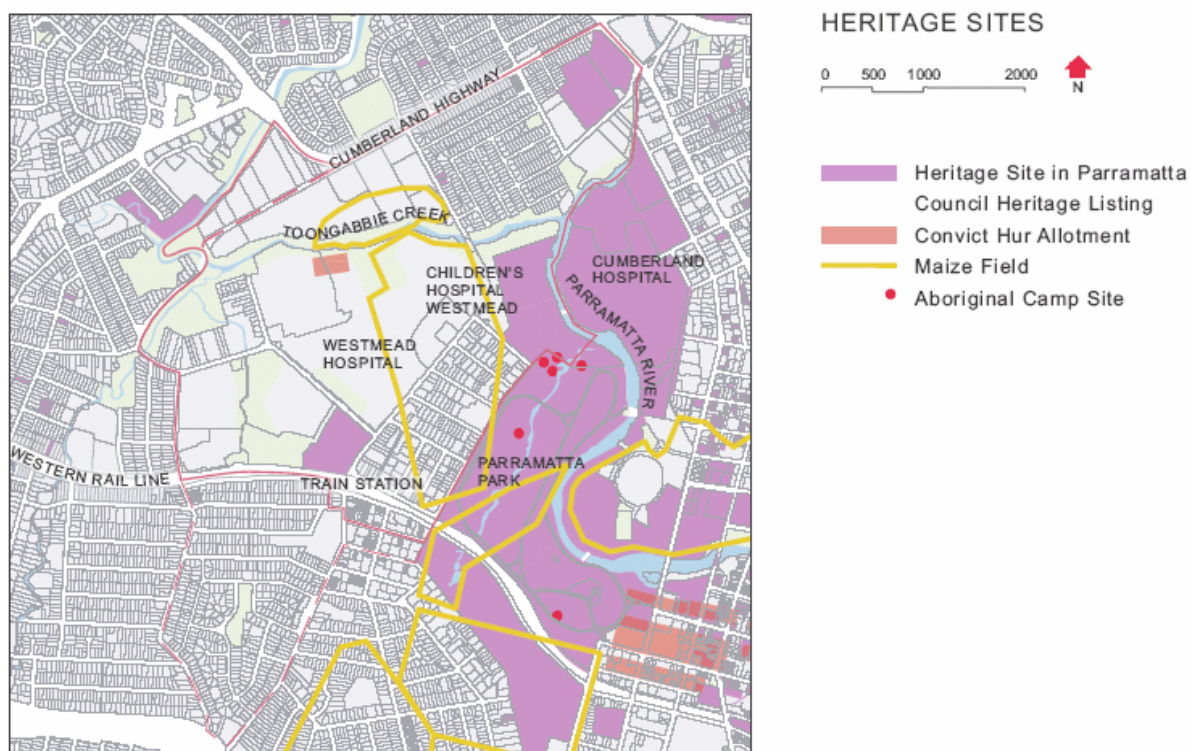 HERITAGE SITES
0 500 1000 2000
N
Heritage Site in Parramatta
Council Heritage Listing
Convict Hur Allotment
Maize Field
Aboriginal Camp Site
CUMBERLAND HIGHWAY
TOONGABBIE CREEK
CHILDREN'S
HOSPITAL
WESTMEAD
CUMBERLAND
HOSPITAL
PARRAMATTA RIVER
WESTMEAD
HOSPITAL
PARRAMATTA
PARK
WESTERN RAIL LINE
TRAIN STATION